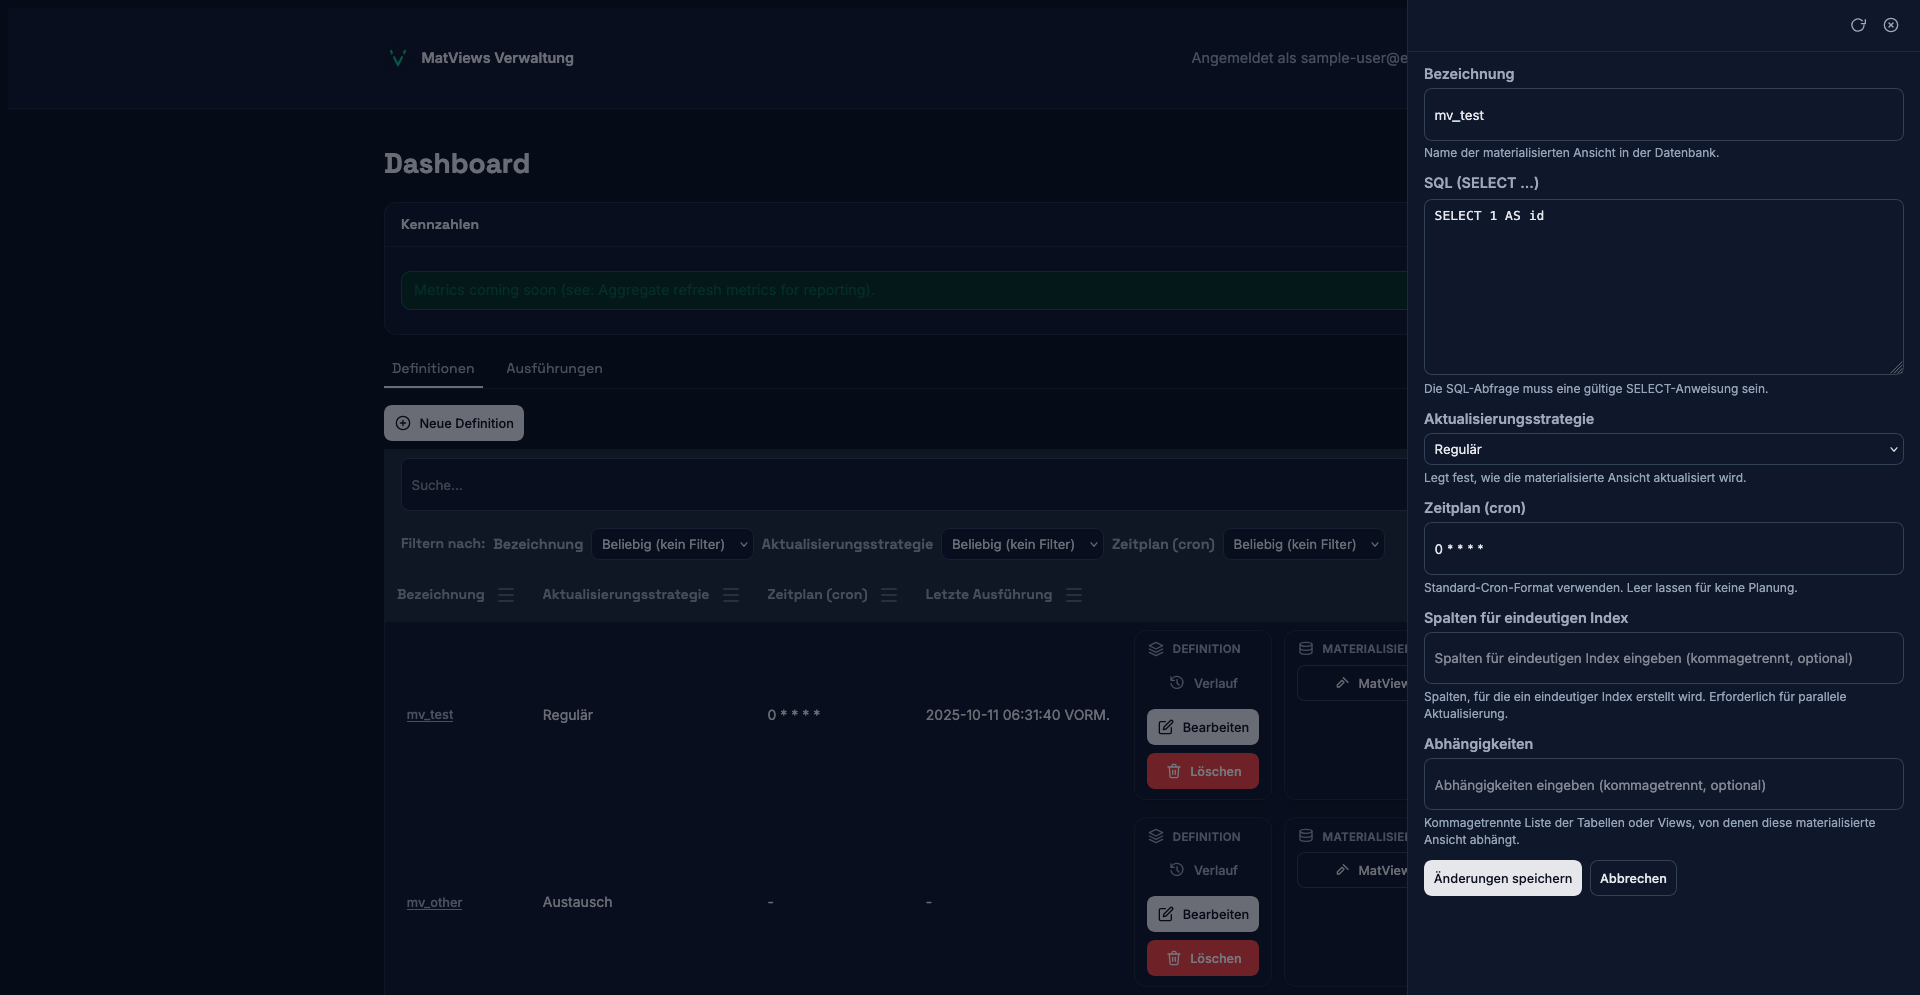 MatViews Verwaltung
Angemeldet als sample-user@e
Dashboard
Kennzahlen
Metrics coming soon (see: Aggregate refresh metrics for reporting).
Definitionen
Ausführungen
Neue Definition
Suche...
Filtern nach: Bezeichnung Beliebig (kein Filter) Aktualisierungsstrategie Beliebig (kein Filter) Zeitplan (cron) Beliebig (kein Filter)
Bezeichnung Aktualisierungsstrategie Zeitplan (cron) Letzte Ausführung
mv_test Regulär 0 * * * * 2025-10-11 06:31:40 VORM.
DEFINITION
Verlauf
Bearbeiten
Löschen
MATERIALISIE
MatView
mv_other Austausch - -
DEFINITION
Verlauf
Bearbeiten
Löschen
MATERIALISIE
MatView
Bezeichnung
mv_test
Name der materialisierten Ansicht in der Datenbank.
SQL (SELECT ...)
SELECT 1 AS id
Die SQL-Abfrage muss eine gültige SELECT-Anweisung sein.
Aktualisierungsstrategie
Regulär
Legt fest, wie die materialisierte Ansicht aktualisiert wird.
Zeitplan (cron)
0 * * * *
Standard-Cron-Format verwenden. Leer lassen für keine Planung.
Spalten für eindeutigen Index
Spalten für eindeutigen Index eingeben (kommagetrennt, optional)
Spalten, für die ein eindeutiger Index erstellt wird. Erforderlich für parallele
Aktualisierung.
Abhängigkeiten
Abhängigkeiten eingeben (kommagetrennt, optional)
Kommagetrennte Liste der Tabellen oder Views, von denen diese materialisierte
Ansicht abhängt.
Änderungen speichern
Abbrechen